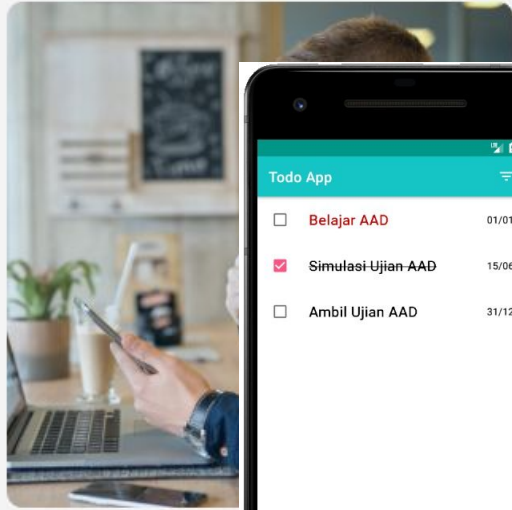 Todo App
Belajar AAD
01/01
Simulasi Ujian AAD
15/06
Ambil Ujian AAD
31/12